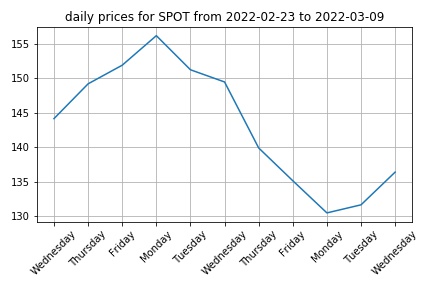 daily prices for SPOT from 2022-02-23 to 2022-03-09
155
150
145
140
135
130
Wednesday
Thursday
Friday
Monday
Tuesday
Wednesday
Thursday
Friday
Monday
Tuesday
Wednesday